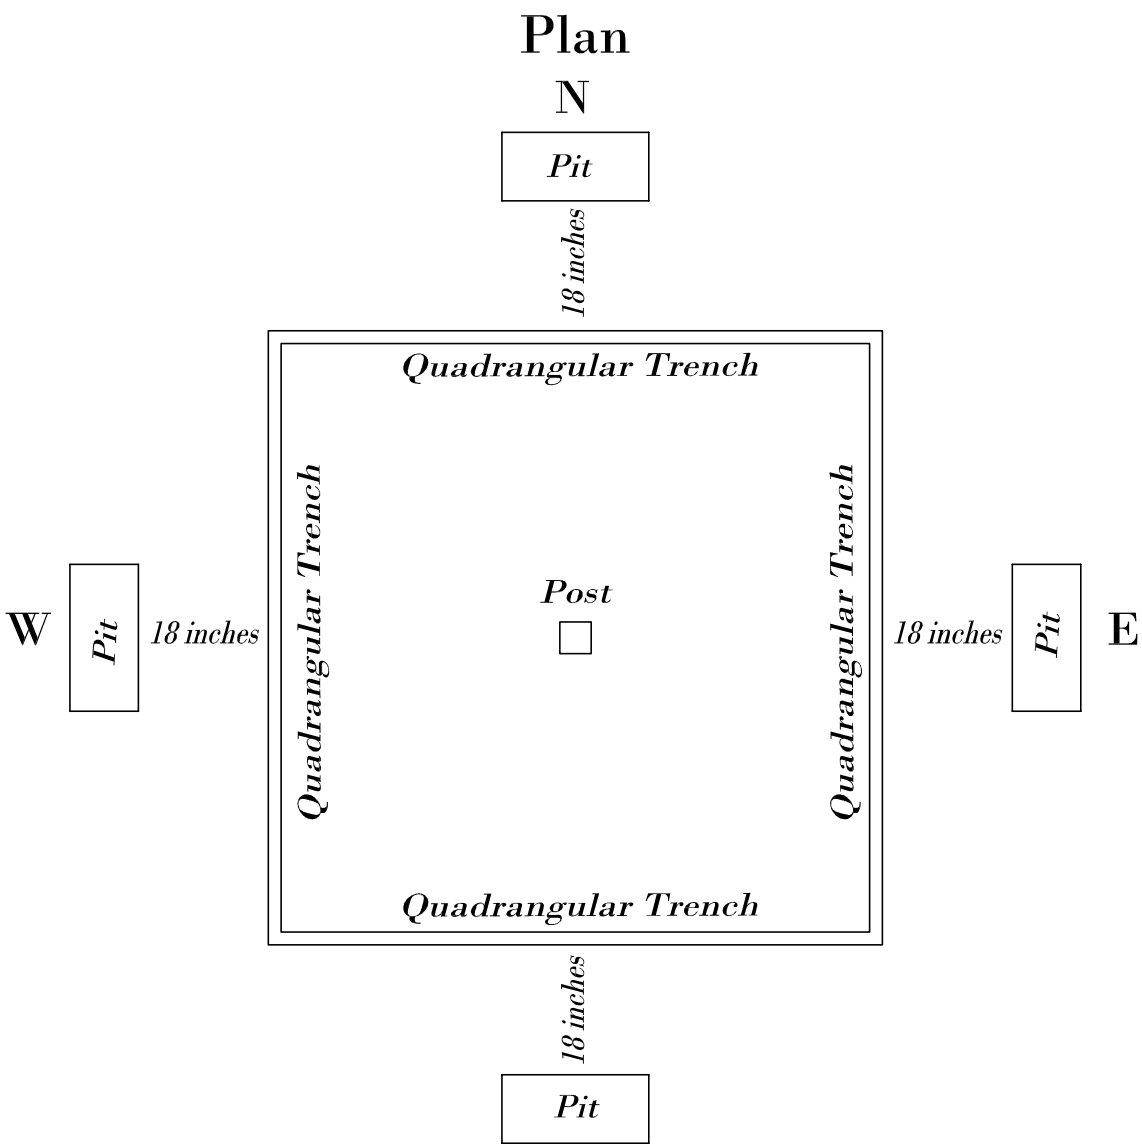 Plan
N
Pit
18 inches
Quadrangular Trench
Quadrangular Trench
Quadrangular Trench
Post
W
Pit
18 inches
18 inches
Pit
E
Quadrangular Trench
18 inches
Pit